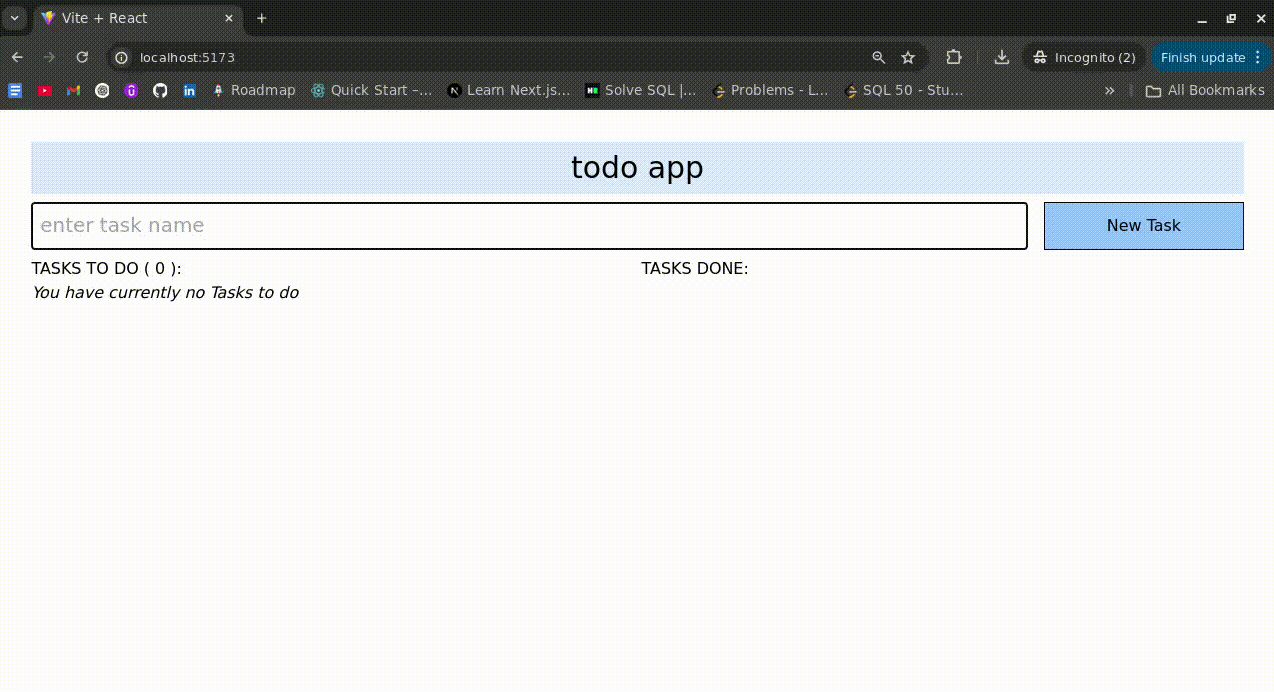 Vite + React
localhost:5173
Incognito (2)
Finish update
Roadmap
Quick Start –...
Learn Next.js...
Solve SQL |...
Problems - L...
SQL 50 - Stu...
All Bookmarks
todo app
enter task name
New Task
TASKS TO DO ( 0 ):
TASKS DONE:
You have currently no Tasks to do